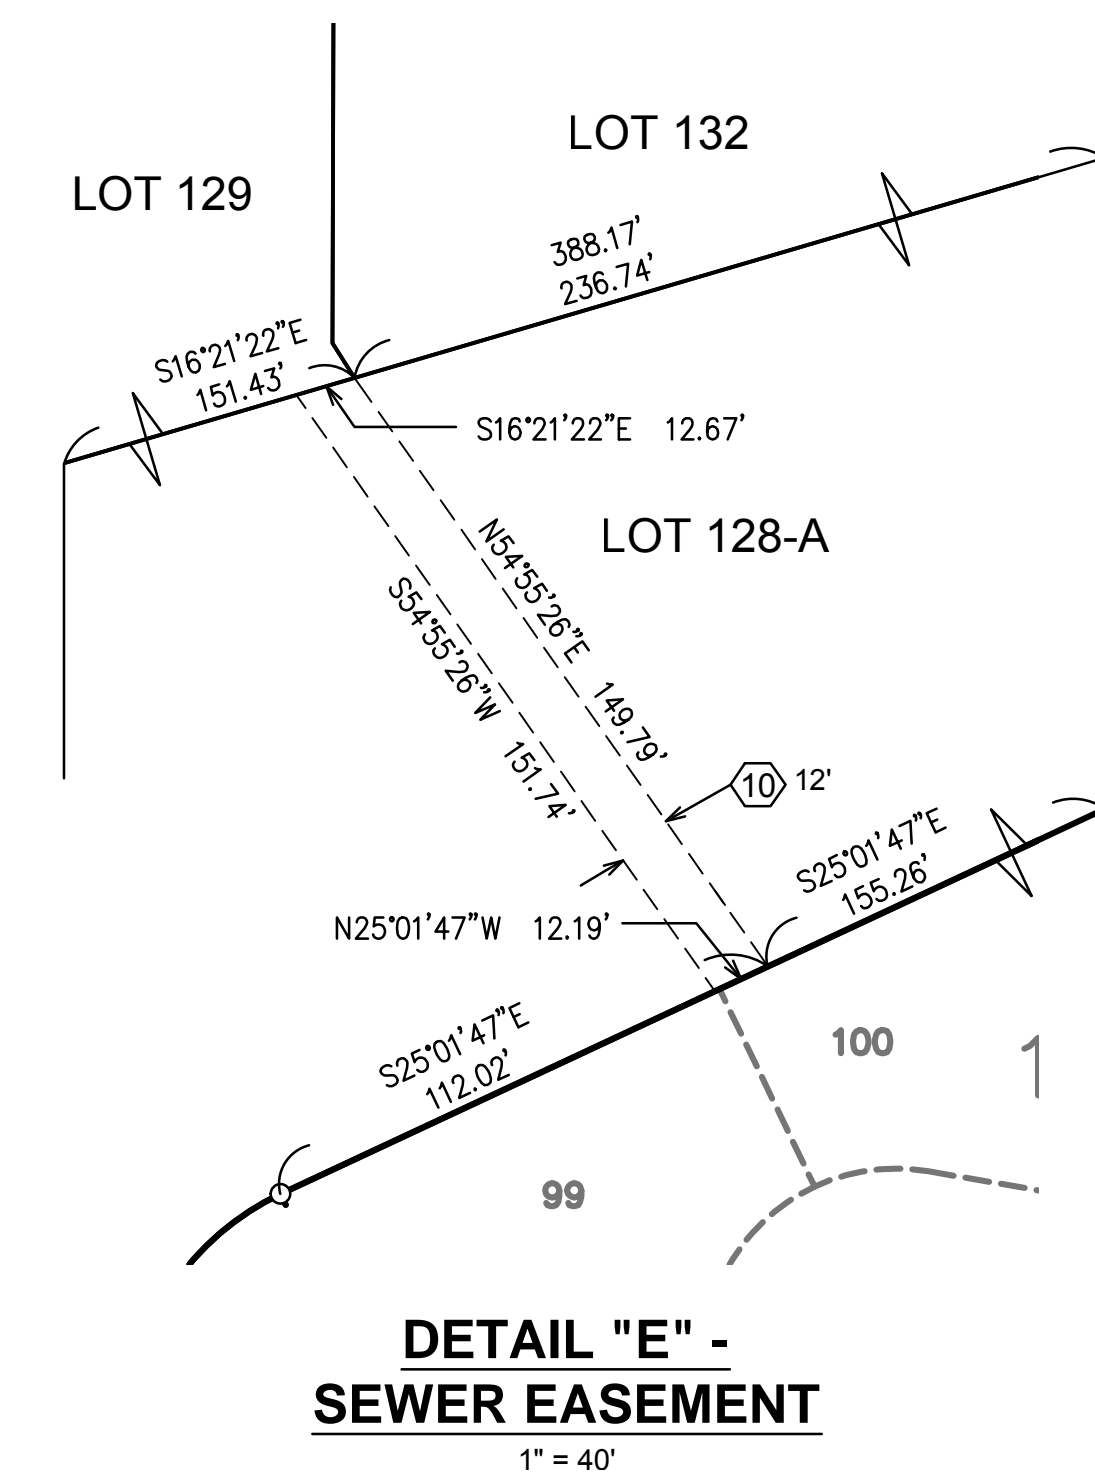 LOT 132
LOT 129
388.17'
236.74'
S16°21'22"E
151.43'
S16°21'22"E 12.67'
LOT 128-A
N54°55'26"E 149.79'
S54°55'26"W 151.74'
10 12'
S25°01'47"E
155.26'
N25°01'47"W 12.19'
S25°01'47"E
112.02'
100
1
99
DETAIL "E" -
SEWER EASEMENT
1" = 40'